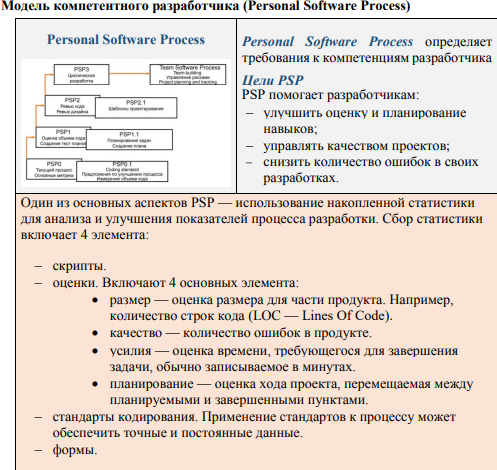 Модель компетентного разработчика (Personal Software Process)
Personal Software Process
PSP3
Циклическая
разработка
Team Software Process
Team building
Управление рисками
Project planning and tracking
PSP2
Ревью кода
Ревью дизайна
PSP2.1
Шаблоны проектирования
PSP1
Оценка объема кода
Создание тест плана
PSP1.1
Планирование задач
Создание плана
PSP0
Текущий процесс
Основные метрики
PSP0.1
Coding standard
Предложения по улучшению процесса
Измерение объема кода
Personal Software Process определяет
требования к компетенциям разработчика
Цели PSP
PSP помогает разработчикам:
– улучшить оценку и планирование
навыков;
– управлять качеством проектов;
– снизить количество ошибок в своих
разработках.
Один из основных аспектов PSP — использование накопленной статистики
для анализа и улучшения показателей процесса разработки. Сбор статистики
включает 4 элемента:
– скрипты.
– оценки. Включают 4 основных элемента:
• размер — оценка размера для части продукта. Например,
количество строк кода (LOC — Lines Of Code).
• качество — количество ошибок в продукте.
• усилия — оценка времени, требующегося для завершения
задачи, обычно записываемое в минутах.
• планирование — оценка хода проекта, перемещаемая между
планируемыми и завершенными пунктами.
– стандарты кодирования. Применение стандартов к процессу может
обеспечить точные и постоянные данные.
– формы.